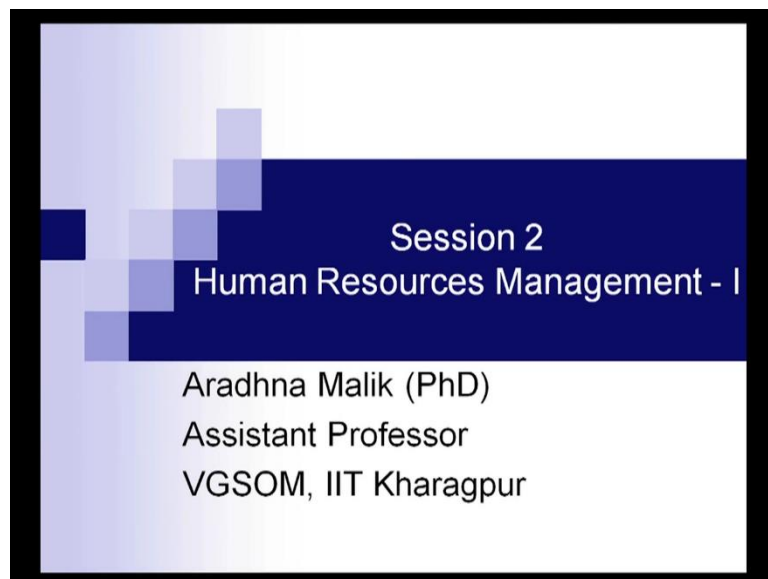 Session 2
Human Resources Management - I
Aradhna Malik (PhD)
Assistant Professor
VGSOM, IIT Kharagpur